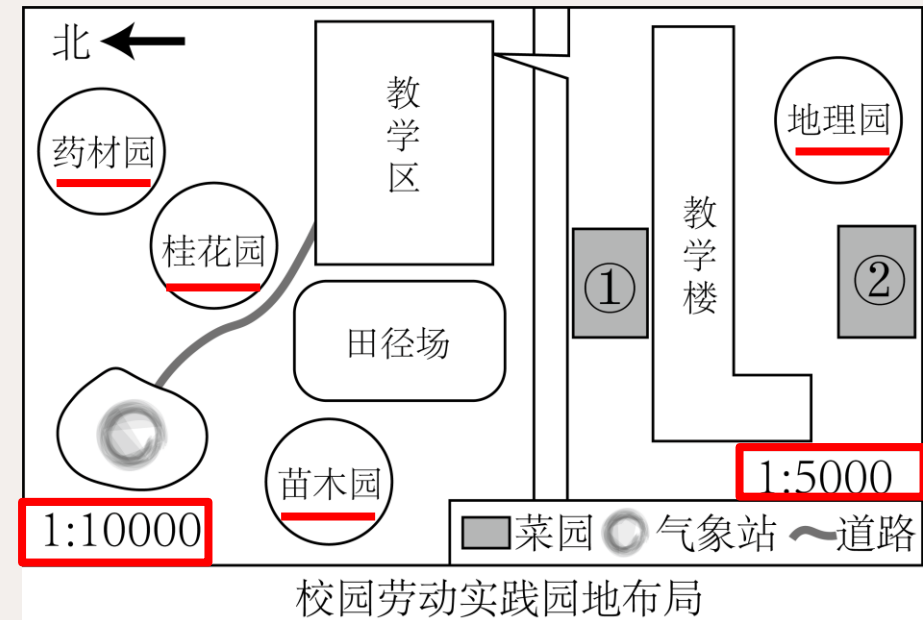 北
药材园
桂花园
教学区
田径场
苗木园
1:10000
地理园
教学楼
①
②
1:5000
菜园 气象站 道路
校园劳动实践园地布局